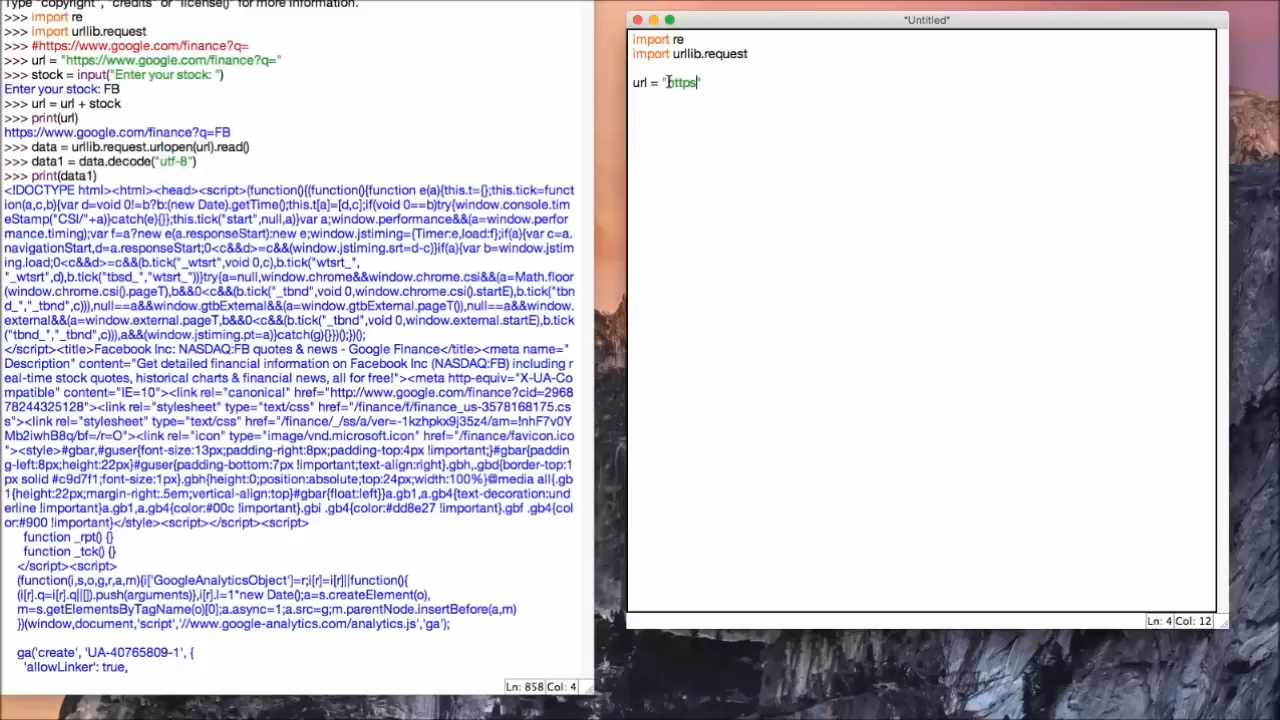 Type "copyright", "credits" or "license()" for more information.
>>> import re
>>> import urllib.request
>>> #https://www.google.com/finance?q=
>>> url = "https://www.google.com/finance?q="
>>> stock = input("Enter your stock: ")
Enter your stock: FB
>>> url = url + stock
>>> print(url)
https://www.google.com/finance?q=FB
>>> data = urllib.request.urlopen(url).read()
>>> data1 = data.decode("utf-8")
>>> print(data1)
<!DOCTYPE html><html><head><script>(function(){(function(){function e(a){this.t={};this.tick=funct
ion(a,c,b){var d=void 0!=b?b:(new Date).getTime();this.t[a]=[d,c];if(void 0==b)try{window.console.tim
eStamp("CSI/"+a)}catch(e){}};this.tick("start",null,a)}var a;window.performance&&(a=window.perfor
mance.timing);var f=a?new e(a.responseStart):new e;window.jstiming={Timer:e,load:f};if(a){var c=a.
navigationStart,d=a.responseStart;0<c&&d>=c&&(window.jstiming.srt=d-c)}if(a){var b=window.jstim
ing.load;0<c&&d>=c&&(b.tick("_wtsrt",void 0,c),b.tick("wtsrt_",
"_wtsrt",d),b.tick("tbsd_","wtsrt_"))}try{a=null,window.chrome&&window.chrome.csi&&(a=Math.floor
(window.chrome.csi().pageT),b&&0<c&&(b.tick("_tbnd",void 0,window.chrome.csi().startE),b.tick("tbn
d_","_tbnd",c))),null==a&&window.gtbExternal&&(a=window.gtbExternal.pageT()),null==a&&window.
external&&(a=window.external.pageT,b&&0<c&&(b.tick("_tbnd",void 0,window.external.startE),b.tick
("tbnd_","_tbnd",c))),a&&(window.jstiming.pt=a)}catch(g){}})();})();
</script><title>Facebook Inc: NASDAQ:FB quotes & news - Google Finance</title><meta name="
Description" content="Get detailed financial information on Facebook Inc (NASDAQ:FB) including r
eal-time stock quotes, historical charts & financial news, all for free!"><meta http-equiv="X-UA-Co
mpatible" content="IE=10"><link rel="canonical" href="http://www.google.com/finance?cid=2968
78244325128"><link rel="stylesheet" type="text/css" href="/finance/f/finance_us-3578168175.cs
s"><link rel="stylesheet" type="text/css" href="/finance/_/ss/a/ver=-1kzhpkx9j35z4/am=!nhF7v0Y
Mb2iwhB8q/bf=/r=O"><link rel="icon" type="image/vnd.microsoft.icon" href="/finance/favicon.ico
"><style>#gbar,#guser{font-size:13px;padding-right:8px;padding-top:4px !important;}#gbar{paddin
g-left:8px;height:22px}#guser{padding-bottom:7px !important;text-align:right}.gbh,.gbd{border-top:1
px solid #c9d7f1;font-size:1px}.gbh{height:0;position:absolute;top:24px;width:100%}@media all{.gb
1{height:22px;margin-right:.5em;vertical-align:top}#gbar{float:left}}a.gb1,a.gb4{text-decoration:und
erline !important}a.gb1,a.gb4{color:#00c !important}.gbi .gb4{color:#dd8e27 !important}.gbf .gb4{col
or:#900 !important}</style><script></script><script>
function _rpt() {}
function _tck() {}
</script><script>
(function(i,s,o,g,r,a,m){i['GoogleAnalyticsObject']=r;i[r]=i[r]||function(){
(i[r].q=i[r].q||[]).push(arguments)},i[r].l=1*new Date();a=s.createElement(o),
m=s.getElementsByTagName(o)[0];a.async=1;a.src=g;m.parentNode.insertBefore(a,m)
})(window,document,'script','//www.google-analytics.com/analytics.js','ga');
ga('create', 'UA-40765809-1', {
'allowLinker': true,
Ln: 858 Col: 4
*Untitled*
import re
import urllib.request
url = "https"
Ln: 4 Col: 12